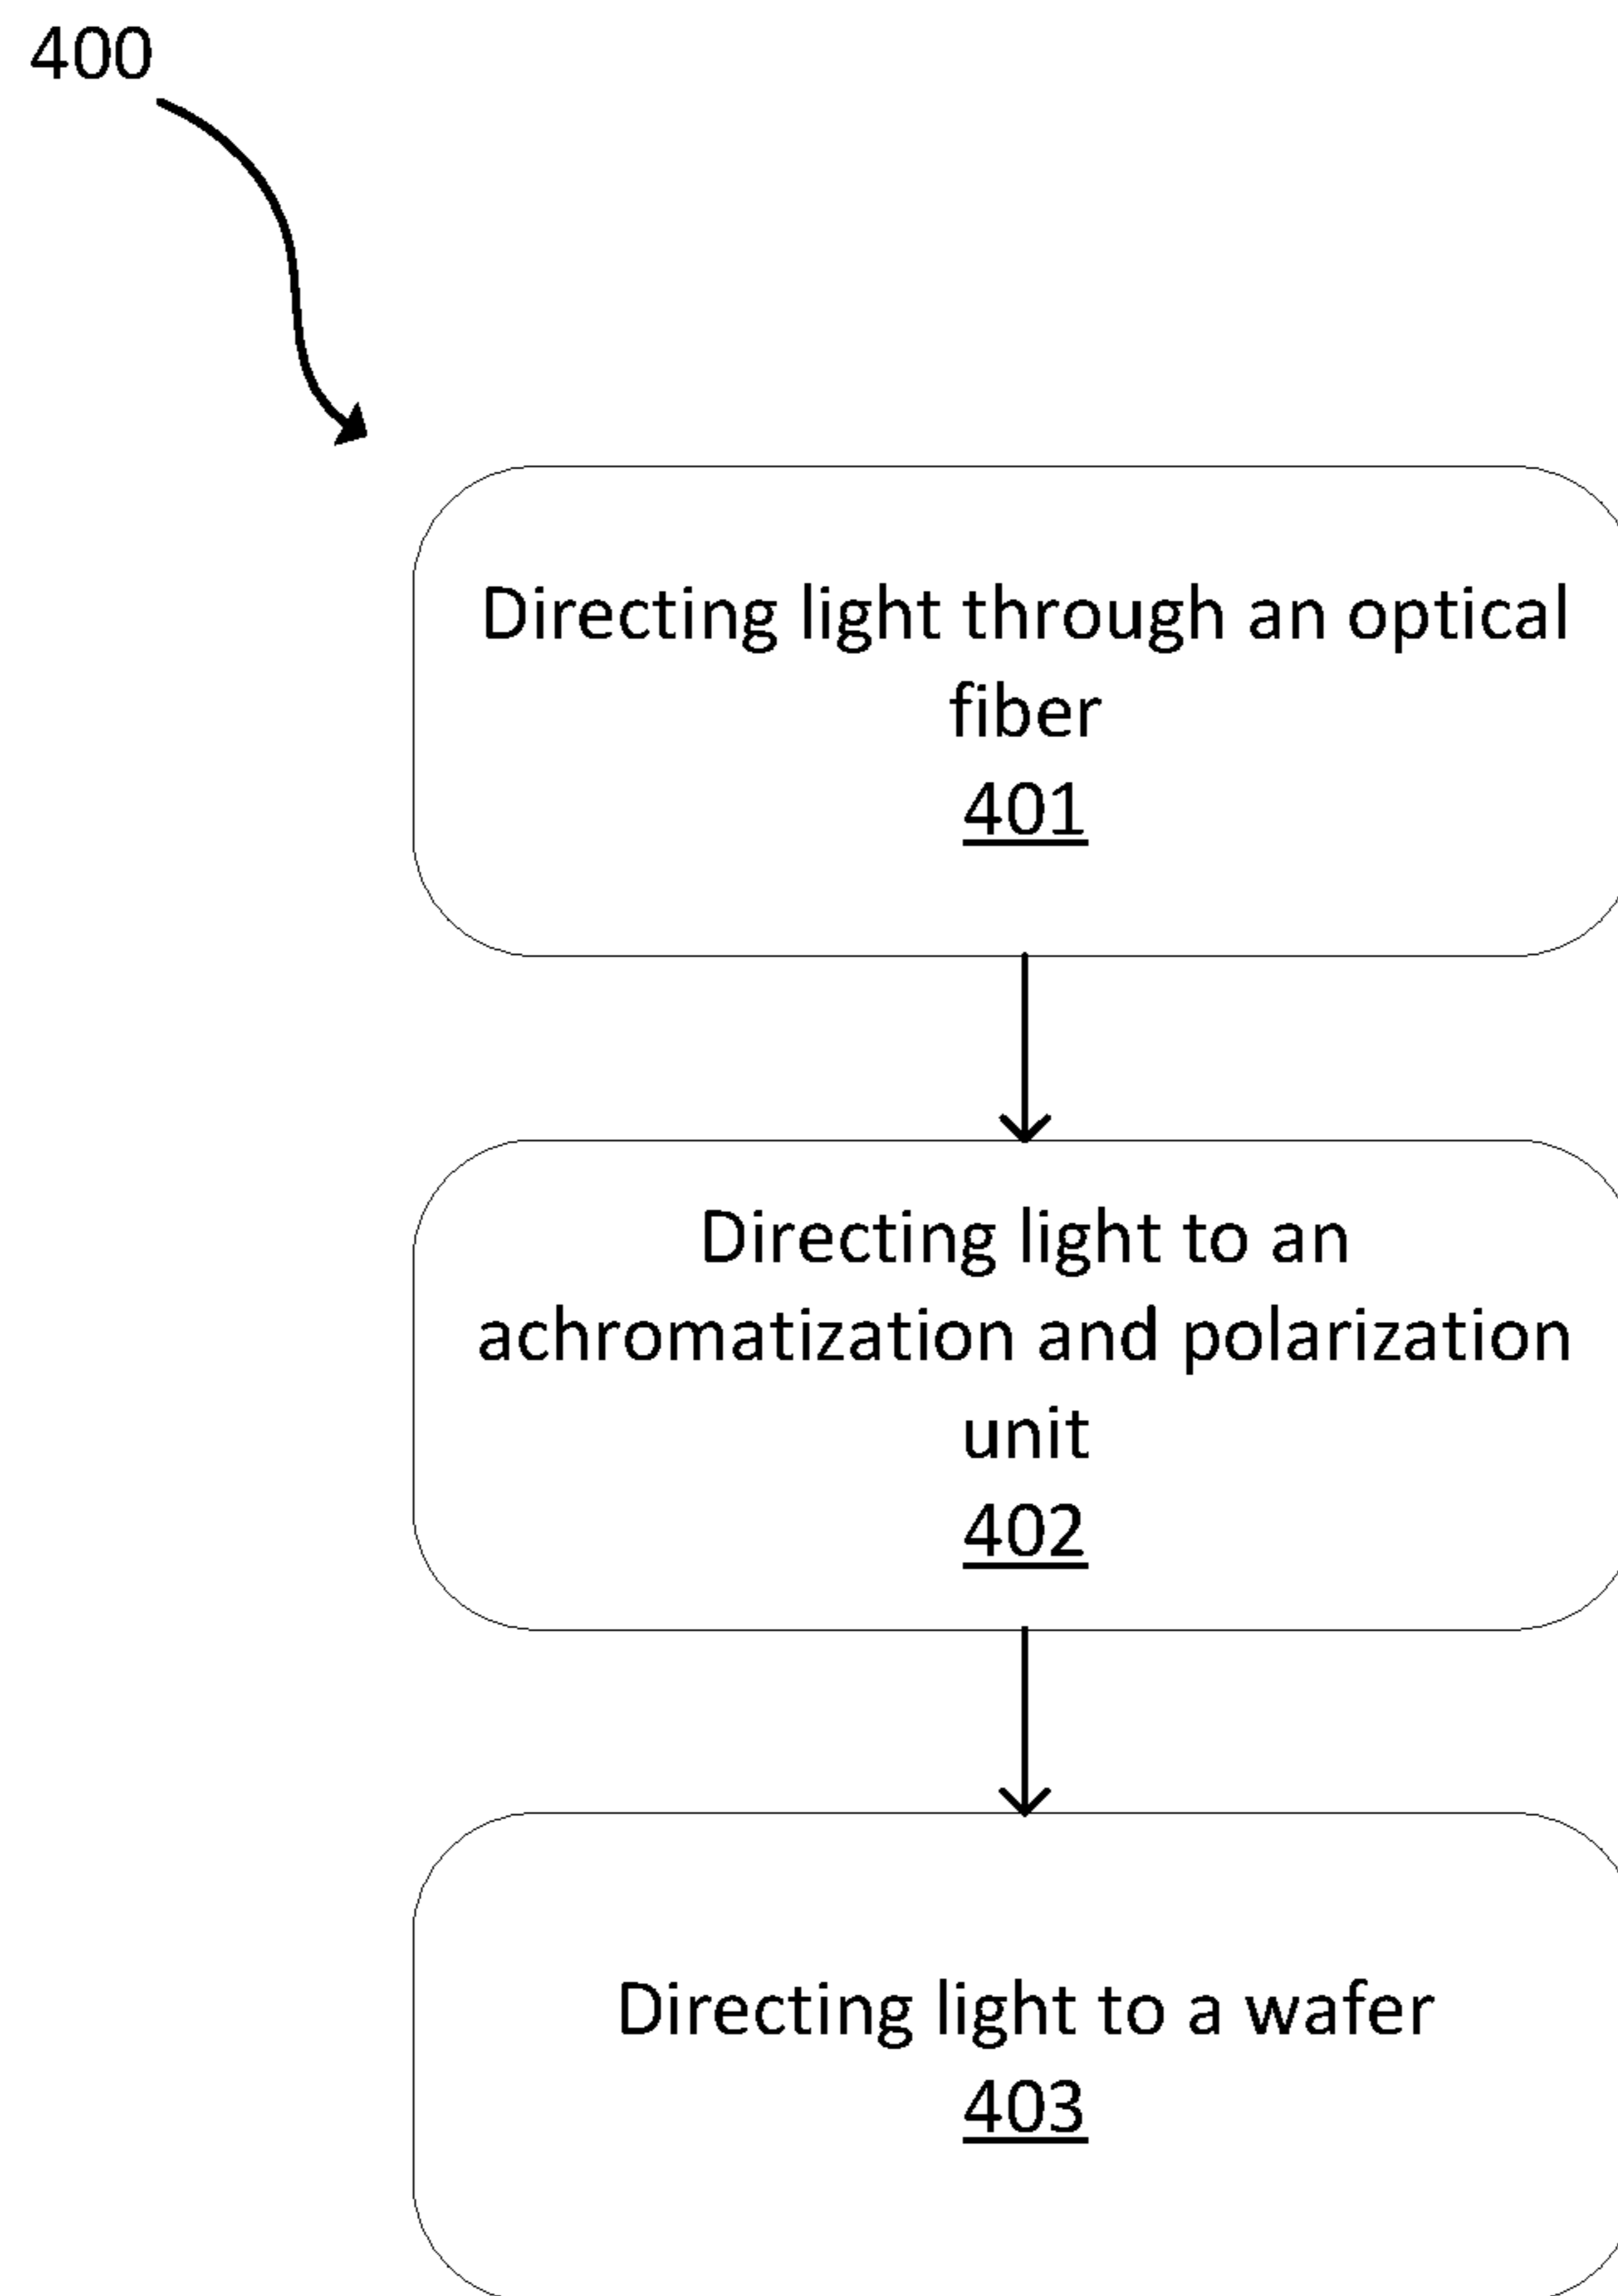 400
Directing light through an optical
fiber
401
Directing light to an
achromatization and polarization
unit
402
Directing light to a wafer
403